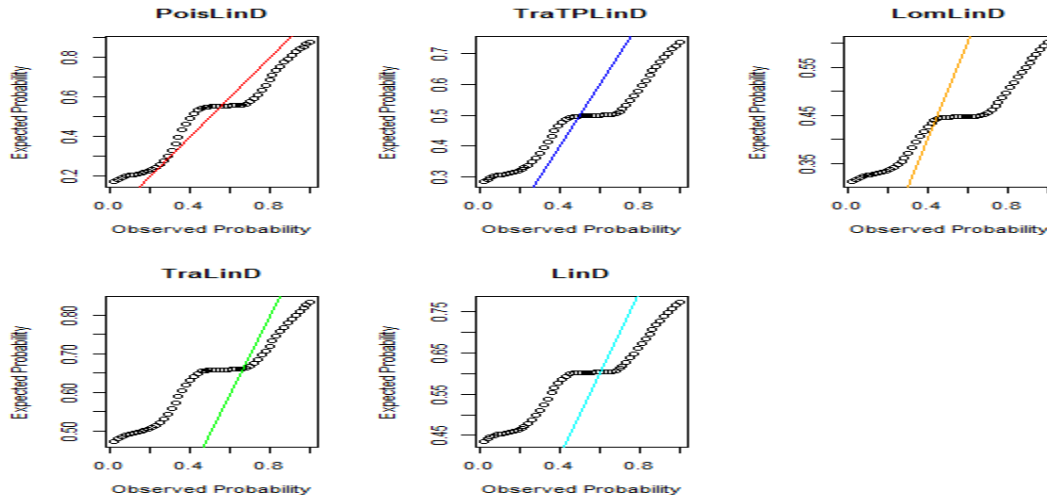 PoisLinD
TraTPLinD
LomLinD
Expected Probability
0.2 0.4 0.6 0.8
0.0 0.4 0.8
Observed Probability
Expected Probability
0.3 0.4 0.5 0.6 0.7
0.0 0.4 0.8
Observed Probability
Expected Probability
0.35 0.45 0.55
0.0 0.4 0.8
Observed Probability
TraLinD
LinD
Expected Probability
0.50 0.60 0.70 0.80
0.0 0.4 0.8
Observed Probability
Expected Probability
0.45 0.55 0.65 0.75
0.0 0.4 0.8
Observed Probability